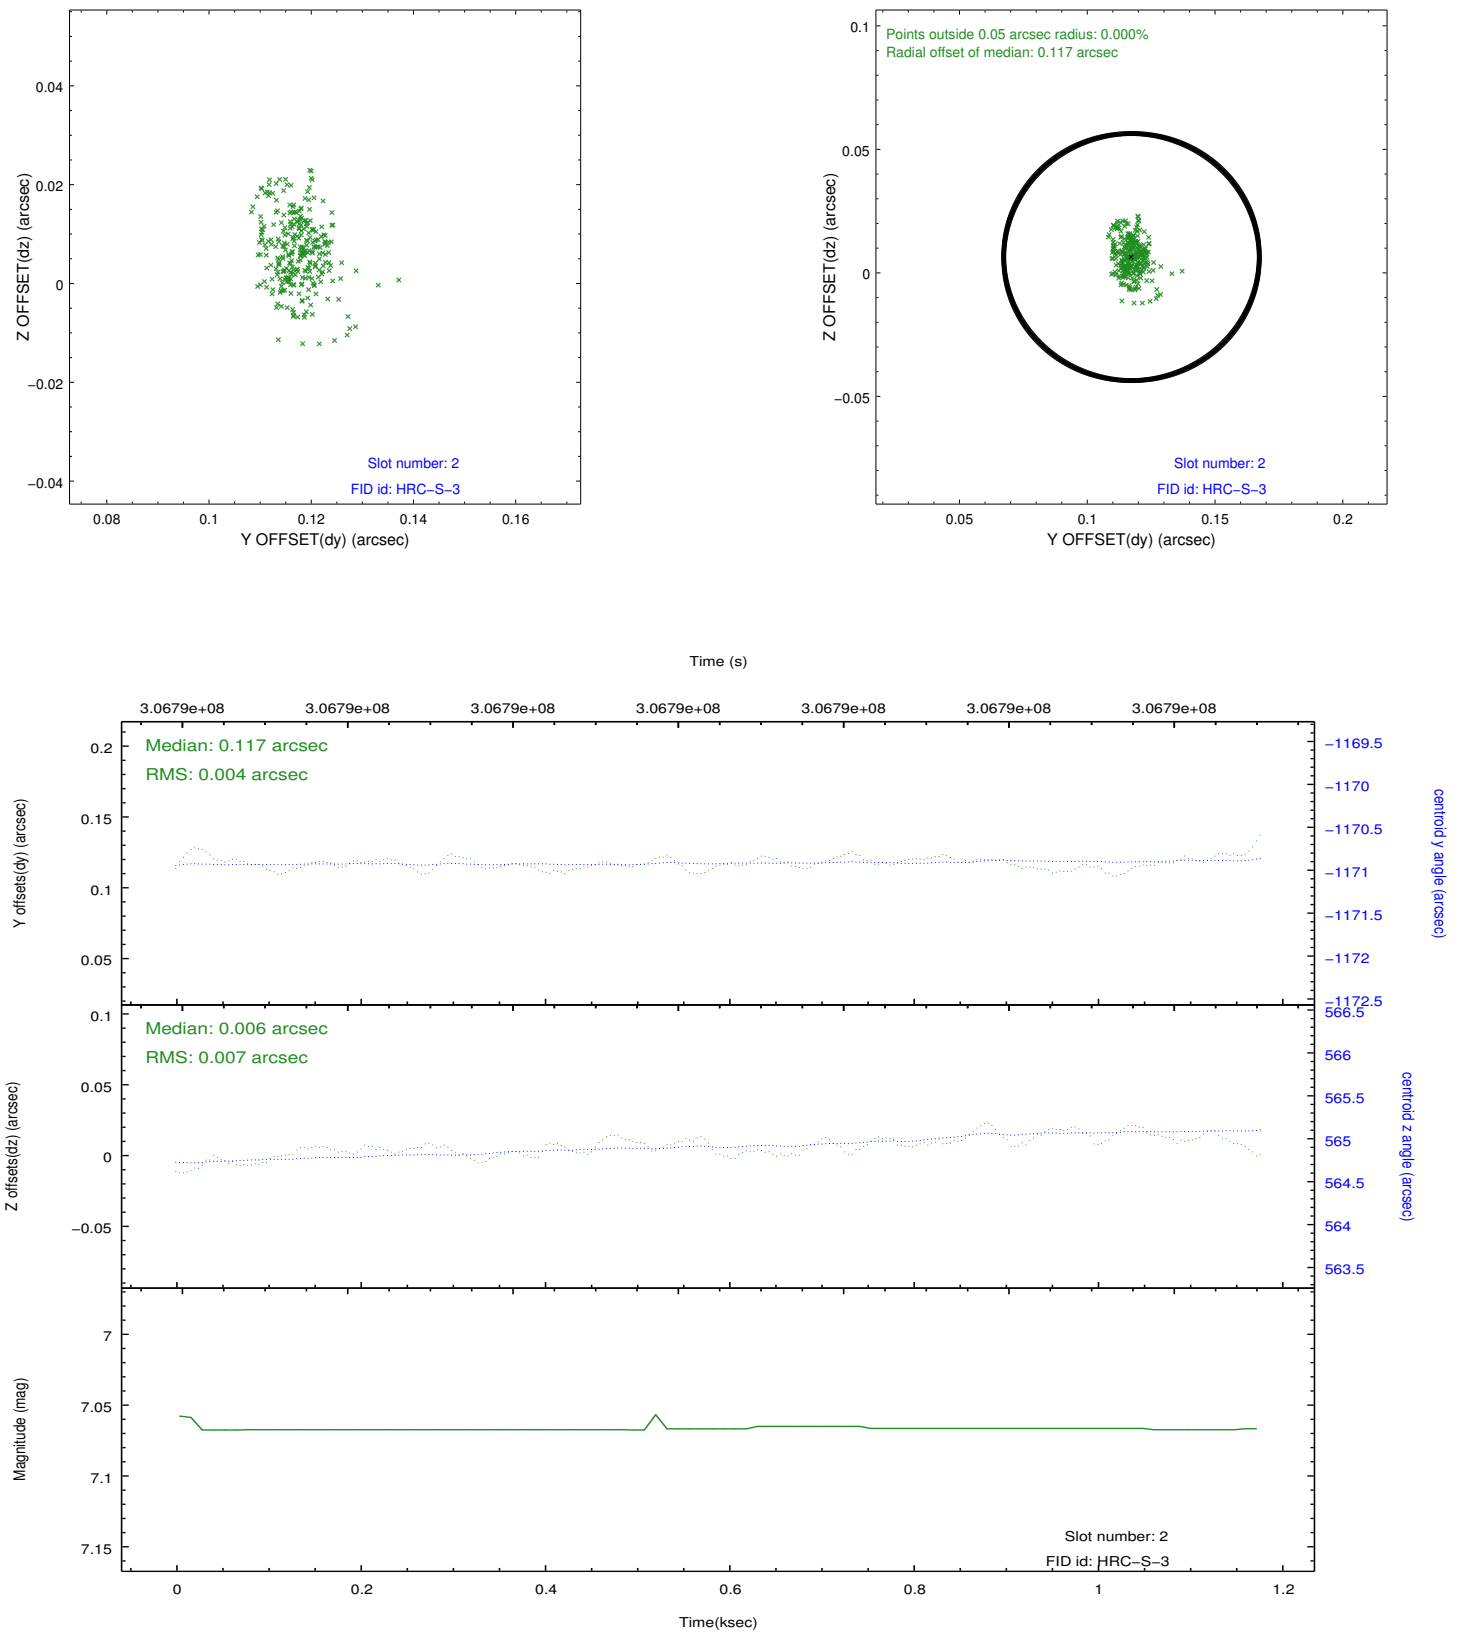 0.04
0.02
0
−0.02
−0.04
Z OFFSET(dz) (arcsec)
Slot number: 2
FID id: HRC−S−3
0.08 0.1 0.12 0.14 0.16
Y OFFSET(dy) (arcsec)
Points outside 0.05 arcsec radius: 0.000%
Radial offset of median: 0.117 arcsec
0.1
0.05
0
−0.05
Z OFFSET(dz) (arcsec)
Slot number: 2
FID id: HRC−S−3
0.05 0.1 0.15 0.2
Y OFFSET(dy) (arcsec)
Time (s)
3.0679e+08 3.0679e+08 3.0679e+08 3.0679e+08 3.0679e+08 3.0679e+08 3.0679e+08
Median: 0.117 arcsec
RMS: 0.004 arcsec
0.2
0.15
0.1
0.05
Y offsets(dy) (arcsec)
−1169.5
−1170
−1170.5
−1171
−1171.5
−1172
−1172.5
centroid y angle (arcsec)
Median: 0.006 arcsec
RMS: 0.007 arcsec
0.1
0.05
0
−0.05
Z offsets(dz) (arcsec)
566.5
566
565.5
565
564.5
564
563.5
centroid z angle (arcsec)
7
7.05
7.1
7.15
Magnitude (mag)
Slot number: 2
FID id: HRC−S−3
0 0.2 0.4 0.6 0.8 1 1.2
Time(ksec)